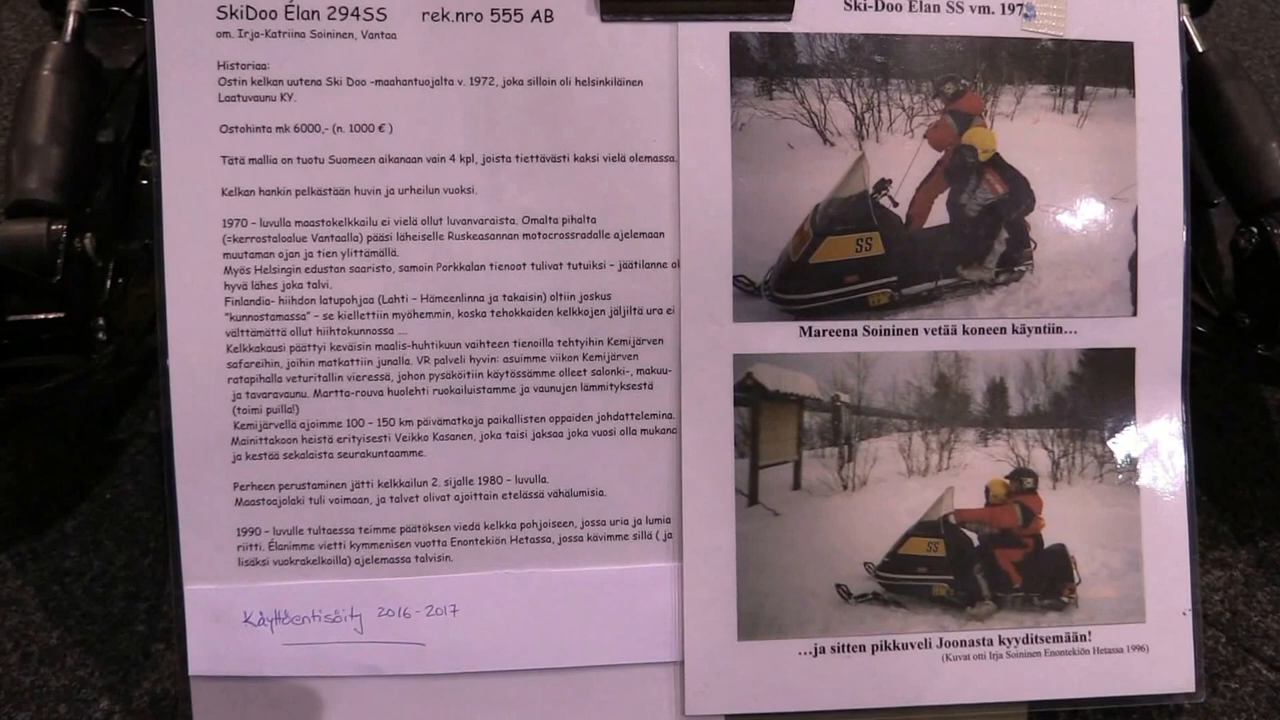 SkiDoo Élan 294SS rek.nro 555 AB
om. Irja-Katriina Soininen, Vantaa
Historiaa:
Ostin kelkan uutena Ski Doo -maahantuojalta v. 1972, joka silloin oli helsinkiläinen
Laatuvaunu KY.
Ostohinta mk 6000,- (n. 1000 € )
Tätä mallia on tuotu Suomeen aikanaan vain 4 kpl, joista tiettävästi kaksi vielä olemassa.
Kelkan hankin pelkästään huvin ja urheilun vuoksi.
1970 – luvulla maastokelkkailu ei vielä ollut luvanvaraista. Omalta pihalta
(=kerrostaloalue Vantaalla) pääsi läheiselle Ruskeasannan motocrossradalle ajelemaan
muutaman ojan ja tien ylittämällä.
Myös Helsingin edustan saaristo, samoin Porkkalan tienoot tulivat tutuiksi – jäätilanne ol
hyvä lähes joka talvi.
Finlandia- hiihdon latupohjaa (Lahti – Hämeenlinna ja takaisin) oltiin joskus
"kunnostamassa" – se kiellettiin myöhemmin, koska tehokkaiden kelkkojen jäljiltä ura ei
välttämättä ollut hiihtokunnossa ....
Kelkkakausi päättyi keväisin maalis-huhtikuun vaihteen tienoilla tehtyihin Kemijärven
safareihin, joihin matkattiin junalla. VR palveli hyvin: asuimme viikon Kemijärven
ratapihalla veturitallin vieressä, johon pysäköitiin käytössämme olleet salonki-, makuu-
ja tavaravaunu. Martta-rouva huolehti ruokailuistamme ja vaunujen lämmityksestä
(toimi puilla!)
Kemijärvellä ajoimme 100 – 150 km päivämatkoja paikallisten oppaiden johdattelemina.
Mainittakoon heistä erityisesti Veikko Kasanen, joka taisi jaksaa joka vuosi olla mukana
ja kestää sekalaista seurakuntaamme.
Perheen perustaminen jätti kelkkailun 2. sijalle 1980 – luvulla.
Maastoajolaki tuli voimaan, ja talvet olivat ajoittain etelässä vähälumisia.
1990 – luvulle tultaessa teimme päätöksen viedä kelkka pohjoiseen, jossa uria ja lumia
riitti. Élanimme vietti kymmenisen vuotta Enontekiön Hetassa, jossa kävimme sillä ( ja
lisäksi vuokrakelkoilla) ajelemassa talvisin.
Käyttöentisöity 2016-2017
Ski-Doo Elan SS vm. 197
SS
Mareena Soininen vetää koneen käyntiin…
SS
…ja sitten pikkuveli Joonasta kyyditsemään!
(Kuvat otti Irja Soininen Enontekiön Hetassa 1996)